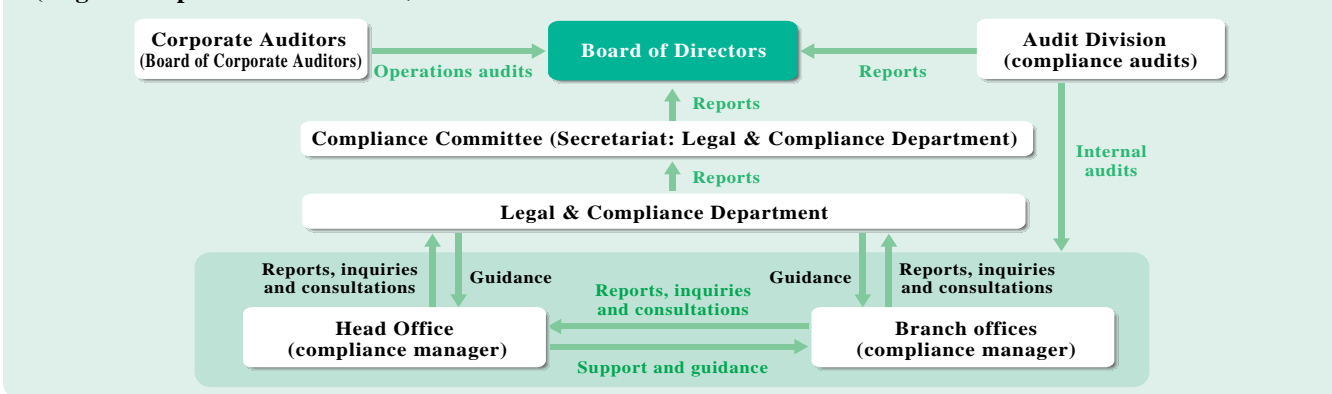 Corporate Auditors
(Board of Corporate Auditors)
Operations audits
Board of Directors
Reports
Audit Division
(compliance audits)
Reports
Compliance Committee (Secretariat: Legal & Compliance Department)
Internal
audits
Reports
Legal & Compliance Department
Reports, inquiries
and consultations
Guidance
Reports, inquiries
and consultations
Guidance
Reports, inquiries
and consultations
Head Office
(compliance manager)
Branch offices
(compliance manager)
Support and guidance